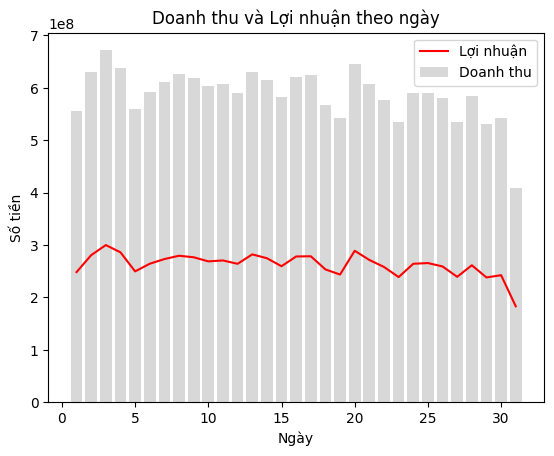 Doanh thu và Lợi nhuận theo ngày
1e8
Lợi nhuận
Doanh thu
7
6
5
4
3
2
1
0
Số tiền
0 5 10 15 20 25 30
Ngày